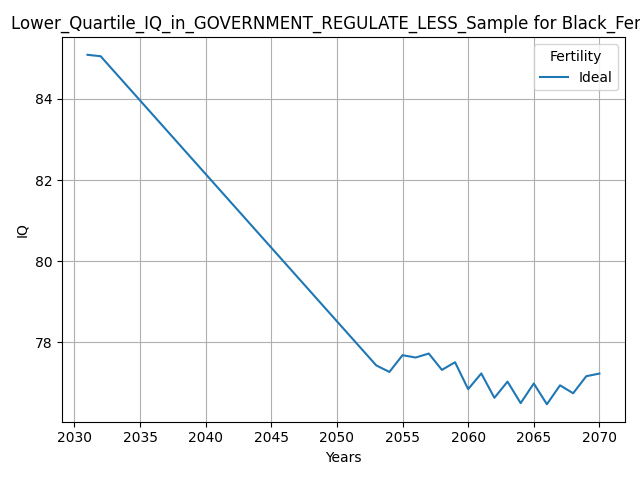 Lower_Quartile_IQ_in_GOVERNMENT_REGULATE_LESS_Sample for Black_Fer
Fertility
Ideal
84
82
80
78
IQ
2030 2035 2040 2045 2050 2055 2060 2065 2070
Years